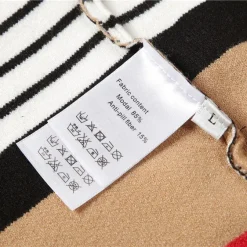 Fabric content
Modal 85%
Anti-pill fiber 15%
L